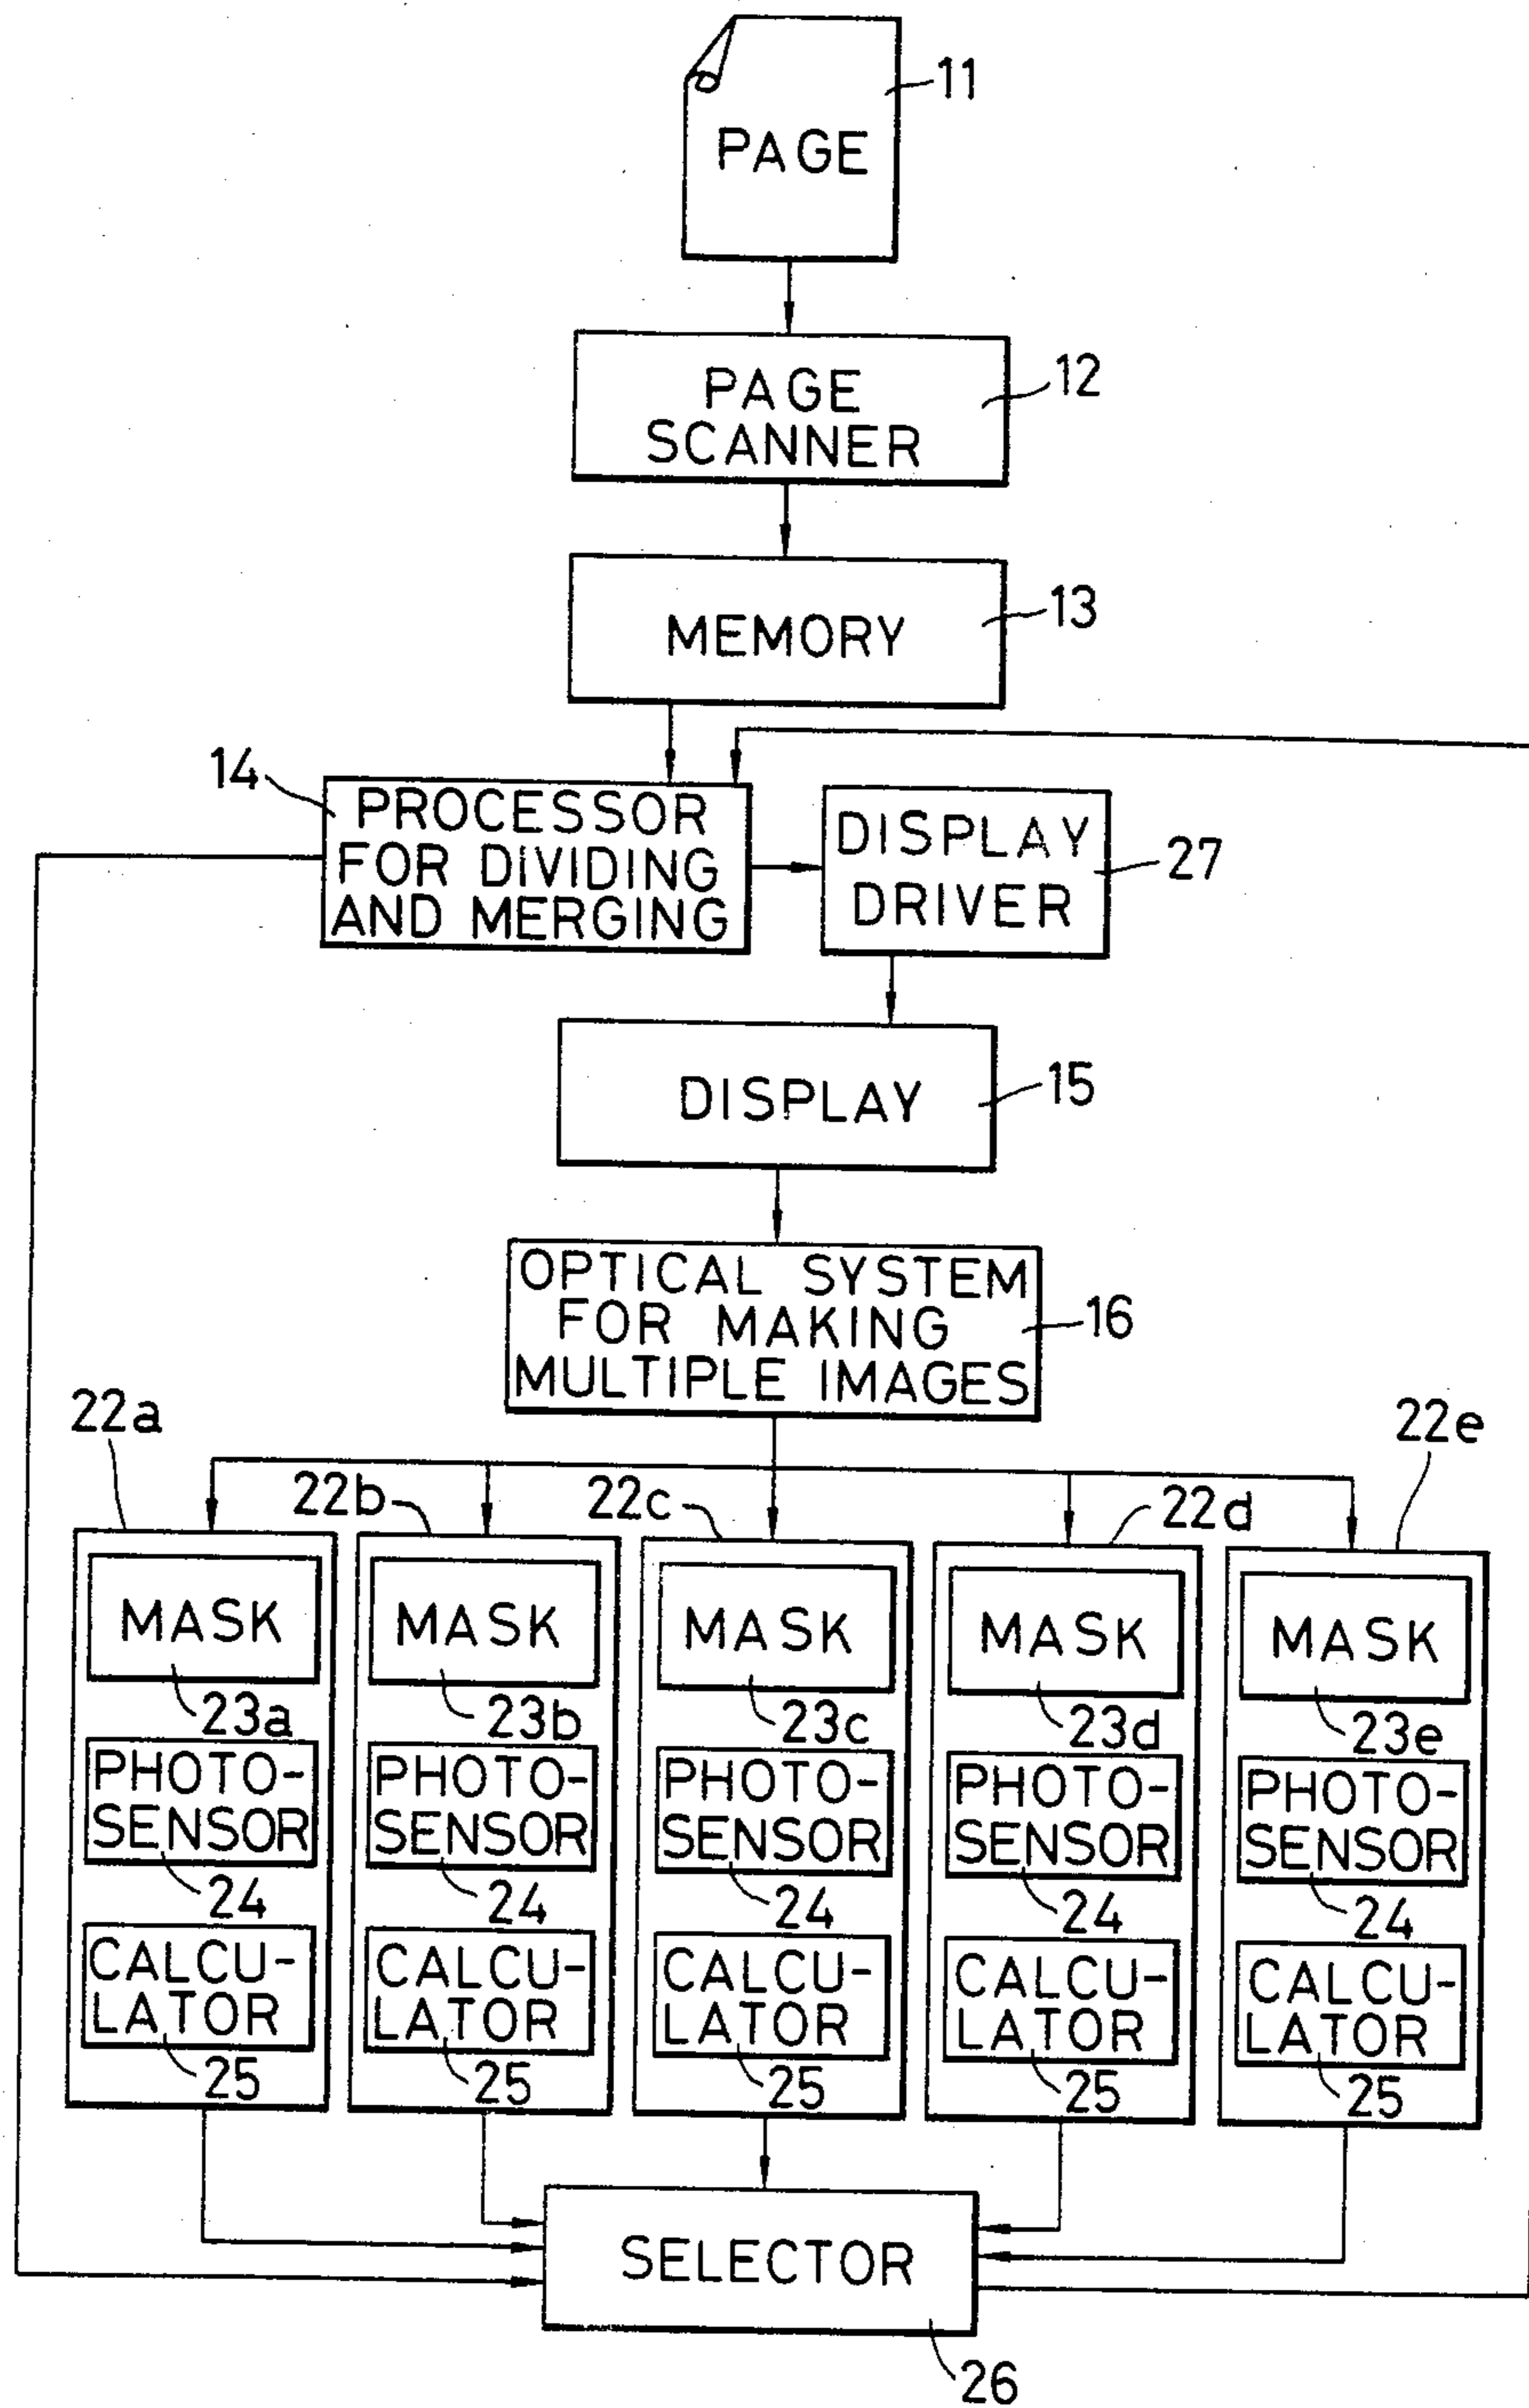 11
PAGE
12
PAGE
SCANNER
13
MEMORY
14
PROCESSOR
FOR DIVIDING
AND MERGING
DISPLAY
DRIVER
27
DISPLAY
15
OPTICAL SYSTEM
FOR MAKING
MULTIPLE IMAGES
16
22a
22b
22c
22d
22e
MASK
MASK
MASK
MASK
MASK
23a
23b
23c
23d
23e
PHOTO-
SENSOR
PHOTO-
SENSOR
PHOTO-
SENSOR
PHOTO-
SENSOR
PHOTO-
SENSOR
24
24
24
24
24
CALCU-
LATOR
CALCU-
LATOR
CALCU-
LATOR
CALCU-
LATOR
CALCU-
LATOR
25
25
25
25
25
SELECTOR
26